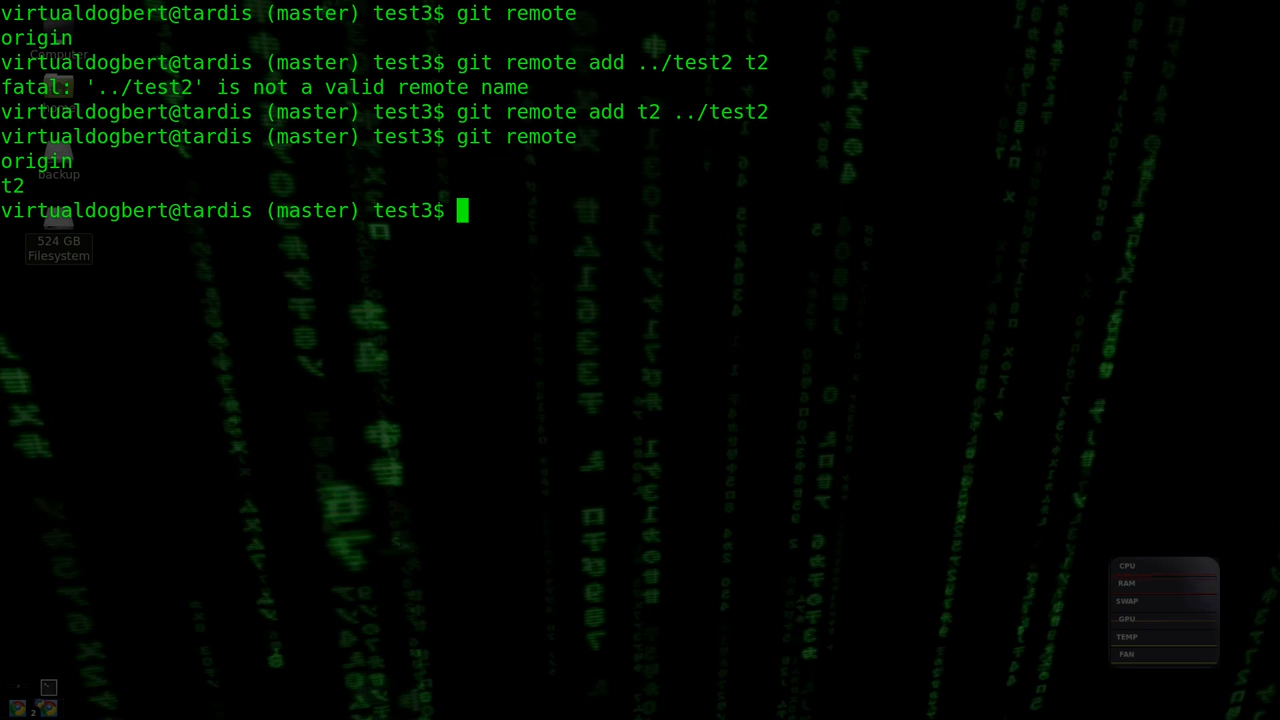 virtualdogbert@tardis (master) test3$ git remote
origin
virtualdogbert@tardis (master) test3$ git remote add ../test2 t2
fatal: '../test2' is not a valid remote name
virtualdogbert@tardis (master) test3$ git remote add t2 ../test2
virtualdogbert@tardis (master) test3$ git remote
origin
t2
virtualdogbert@tardis (master) test3$
Computer
backup
524 GB
Filesystem
CPU
RAM
SWAP
GPU
TEMP
FAN
2